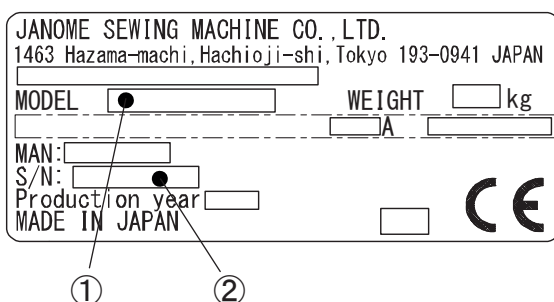 JANOME SEWING MACHINE CO.,LTD.
1463 Hazama-machi,Hachioji-shi,Tokyo 193-0941 JAPAN
MODEL WEIGHT kg
A
MAN:
S/N:
Production year
MADE IN JAPAN CE
① ②